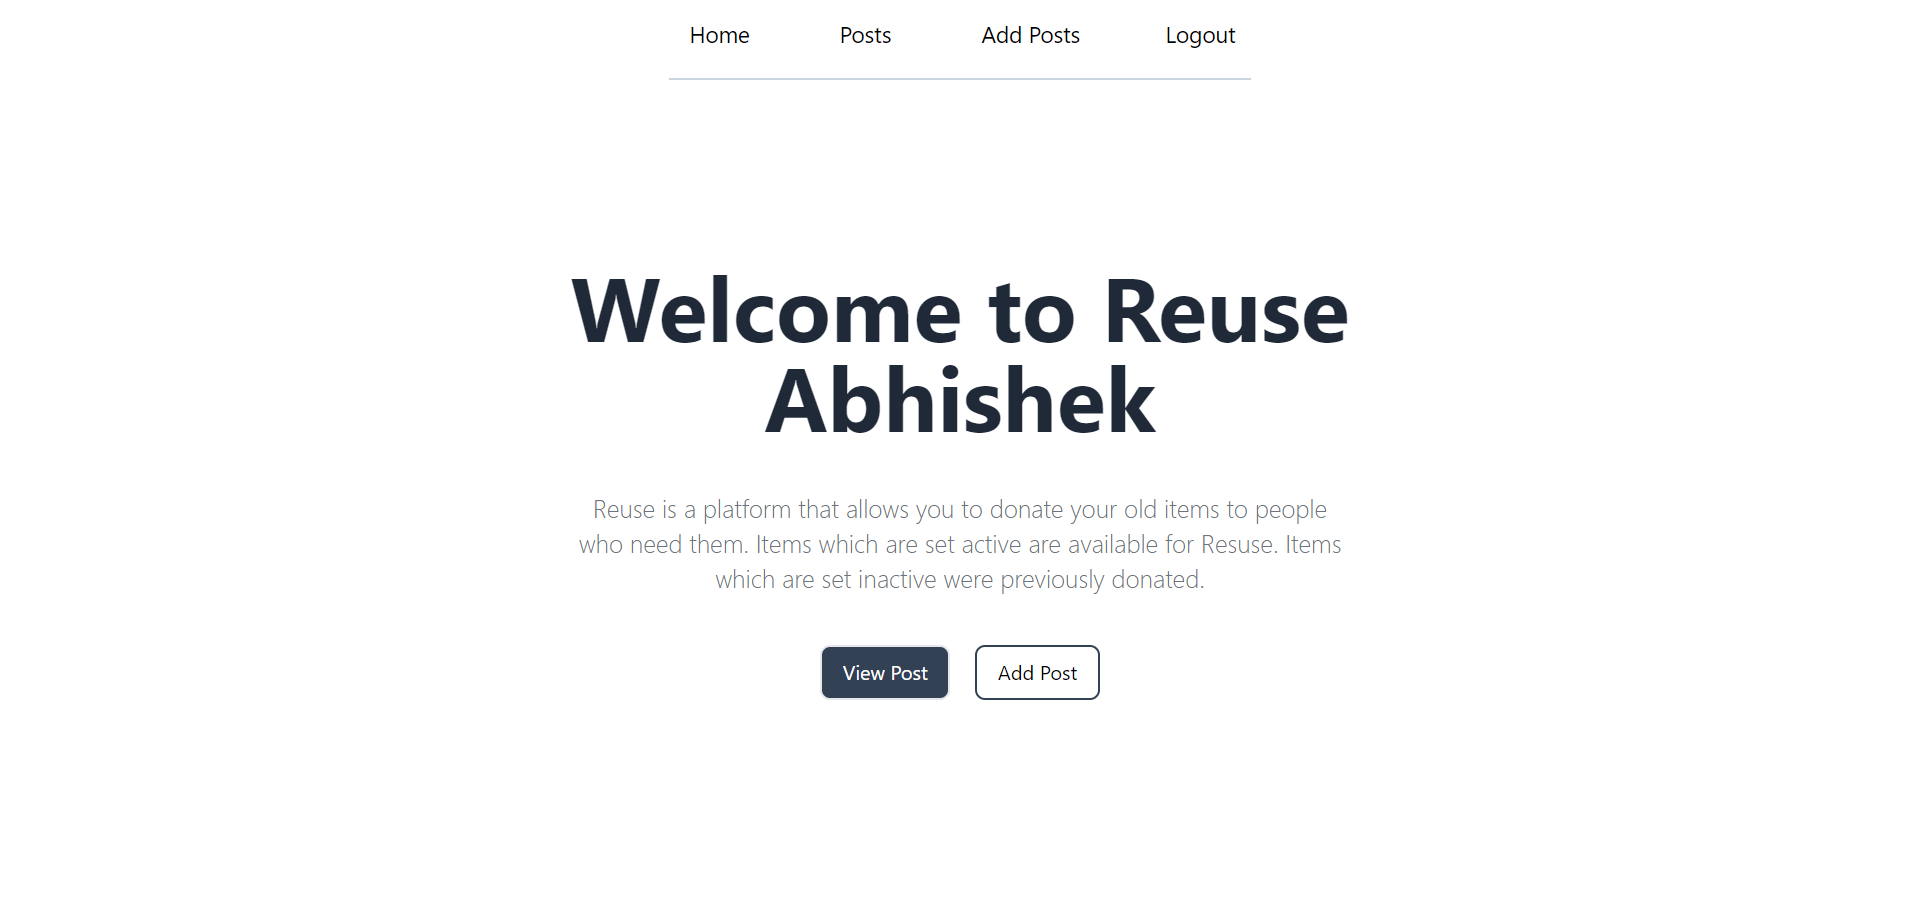 Home Posts Add Posts Logout
Welcome to Reuse
Abhishek
Reuse is a platform that allows you to donate your old items to people
who need them. Items which are set active are available for Resuse. Items
which are set inactive were previously donated.
View Post Add Post